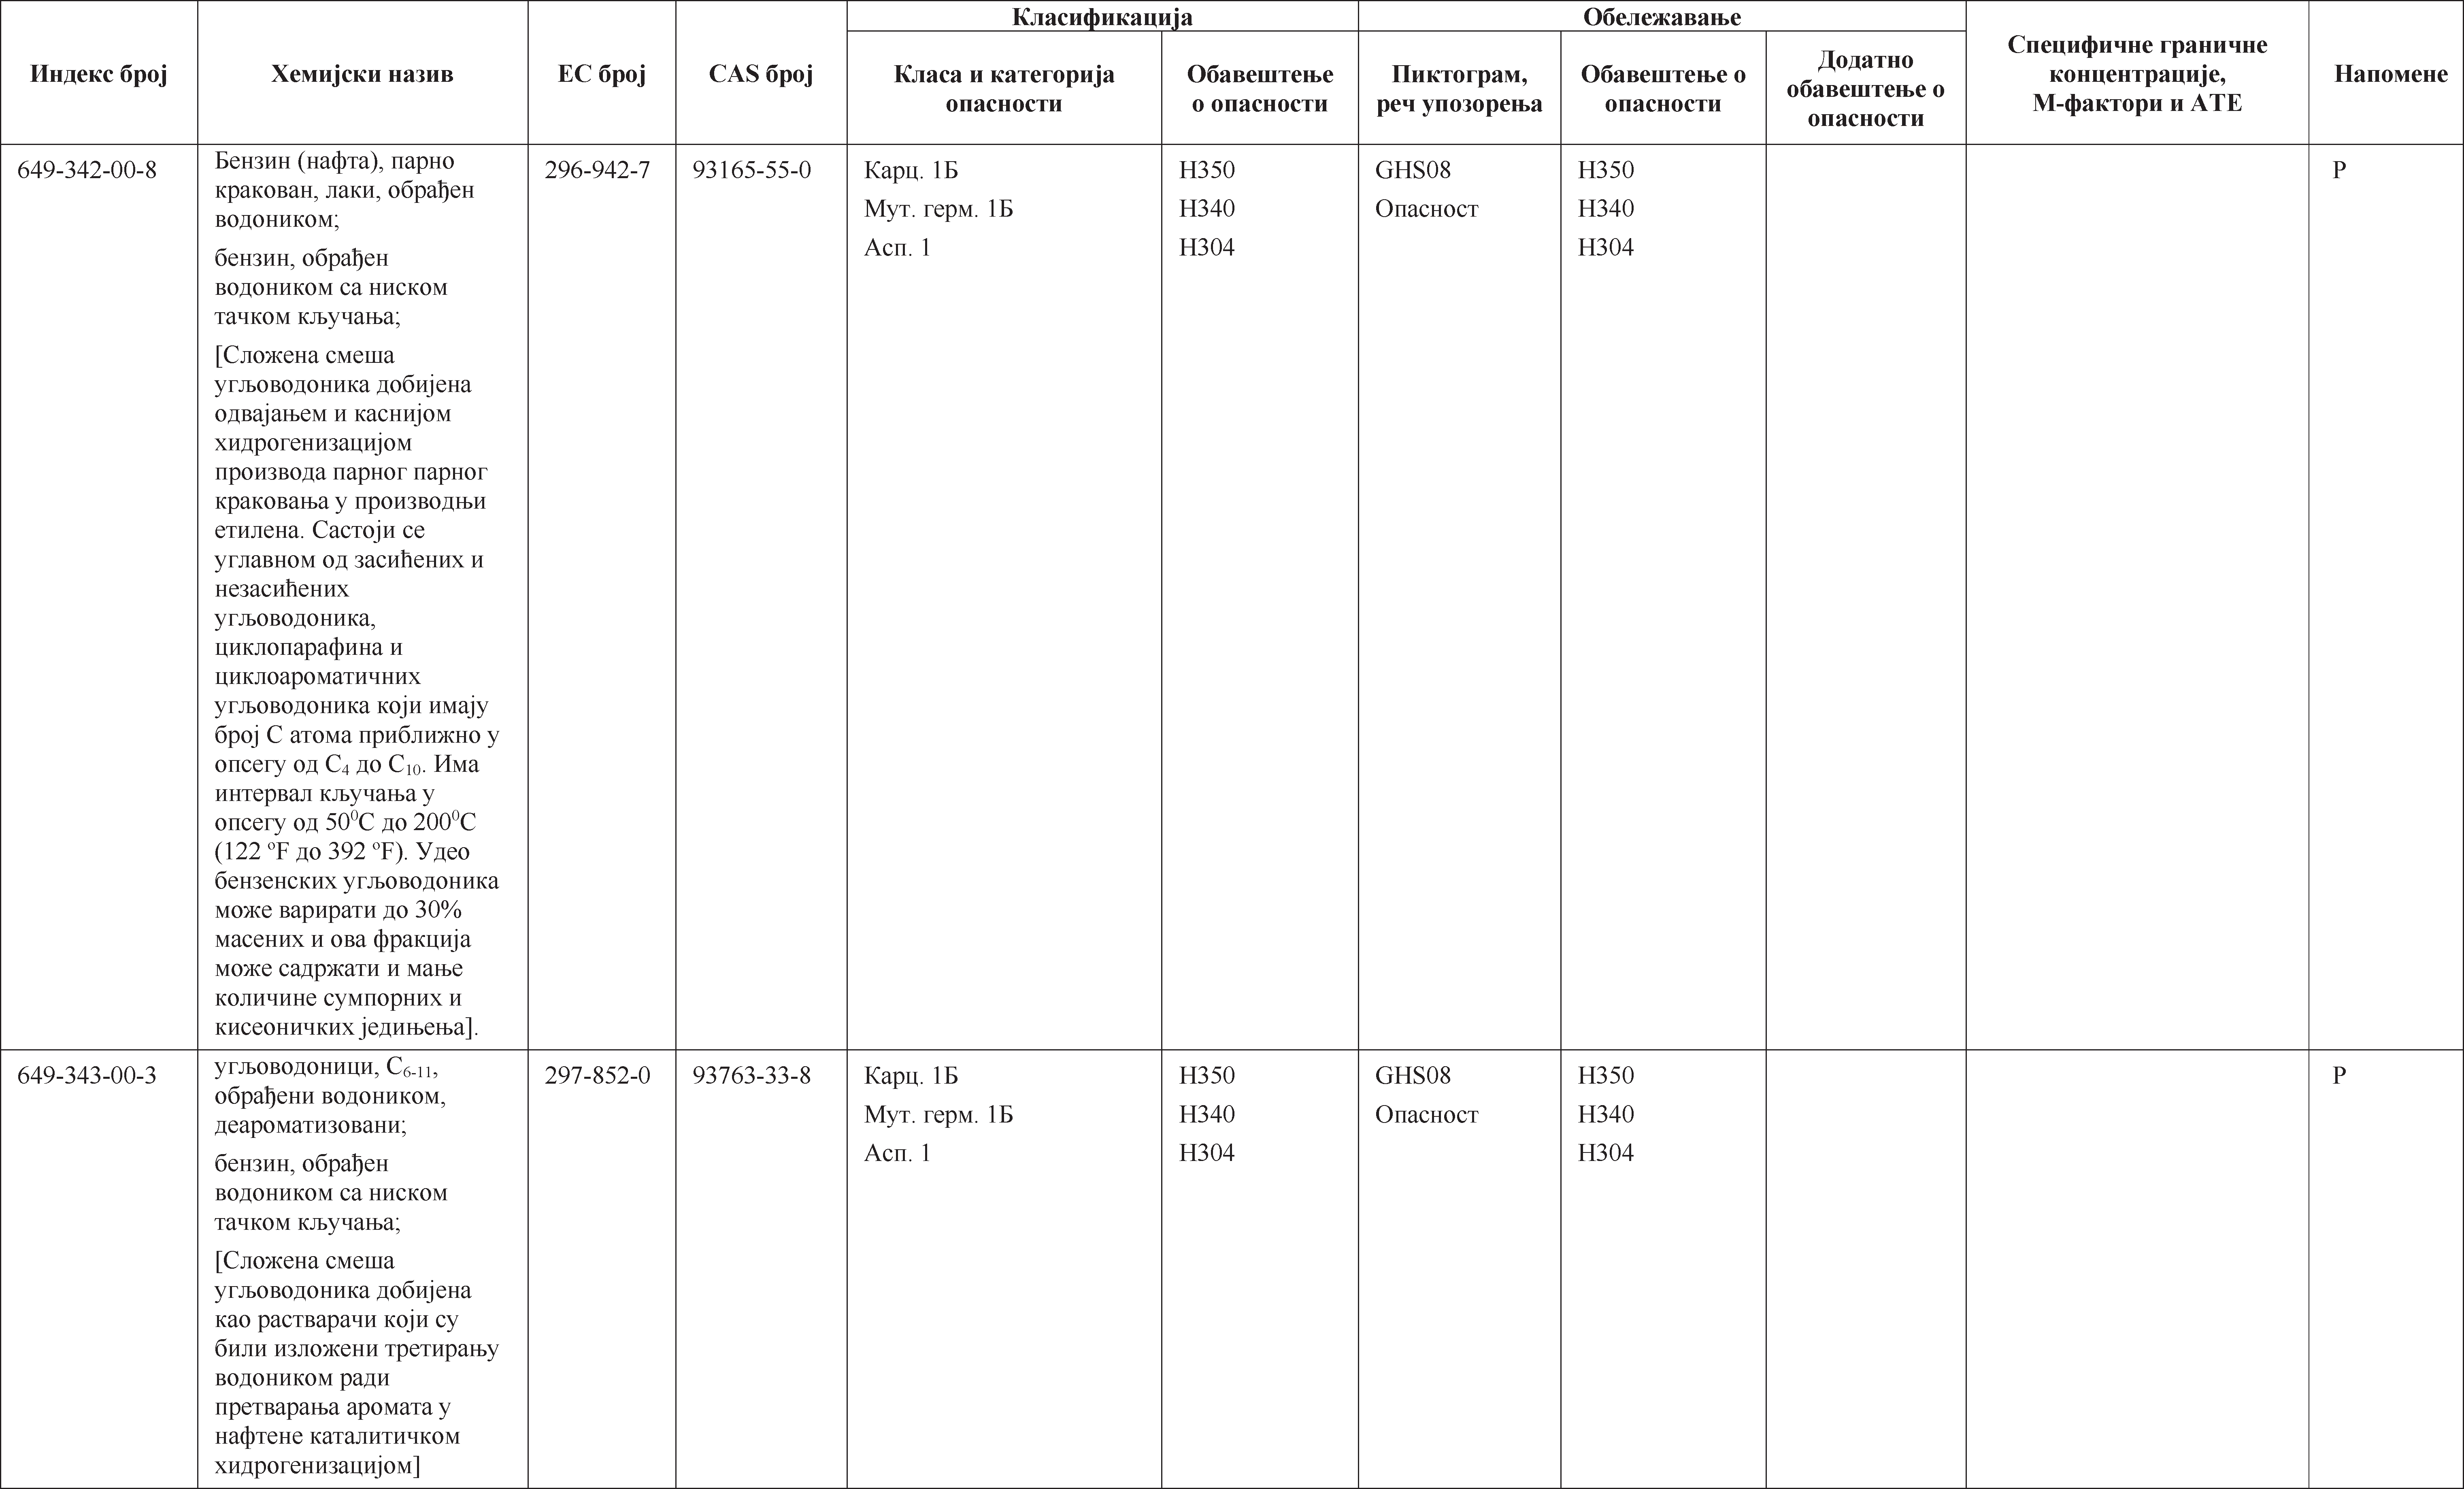 Класификација
Обележавање
Индекс број
Хемијски назив
ЕС број
CAS број
Класа и категорија
опасности
Обавештење
о опасности
Пиктограм,
реч упозорења
Обавештење о
опасности
Додатно
обавештење о
опасности
Специфичне граничне
концентрације,
М-фактори и АТЕ
Напомене
649-342-00-8
Бензин (нафта), парно
кракован, лаки, обрађен
водоником;
бензин, обрађен
водоником са ниском
тачком кључања;
[Сложена смеша
угљоводоника добијена
одвајањем и каснијом
хидрогенизацијом
производа парног парног
краковања у производњи
етилена. Састоји се
углавном од засићених и
незасићених
угљоводоника,
циклопарафина и
циклоароматичних
угљоводоника који имају
број С атома приближно у
опсегу од C₄ до C₁₀. Има
интервал кључања у
опсегу од 50⁰С до 200⁰С
(122 ºF до 392 ºF). Удео
бензенских угљоводоника
може варирати до 30%
масених и ова фракција
може садржати и мање
количине сумпорних и
кисеоничких једињења].
296-942-7
93165-55-0
Карц. 1Б
Мут. герм. 1Б
Асп. 1
H350
H340
H304
GHS08
Опасност
H350
H340
H304
P
649-343-00-3
угљоводоници, C₆₋₁₁,
обрађени водоником,
деароматизовани;
бензин, обрађен
водоником са ниском
тачком кључања;
[Сложена смеша
угљоводоника добијена
као растварачи који су
били изложени третирању
водоником ради
претварања аромата у
нафтене каталитичком
хидрогенизацијом]
297-852-0
93763-33-8
Карц. 1Б
Мут. герм. 1Б
Асп. 1
H350
H340
H304
GHS08
Опасност
H350
H340
H304
P